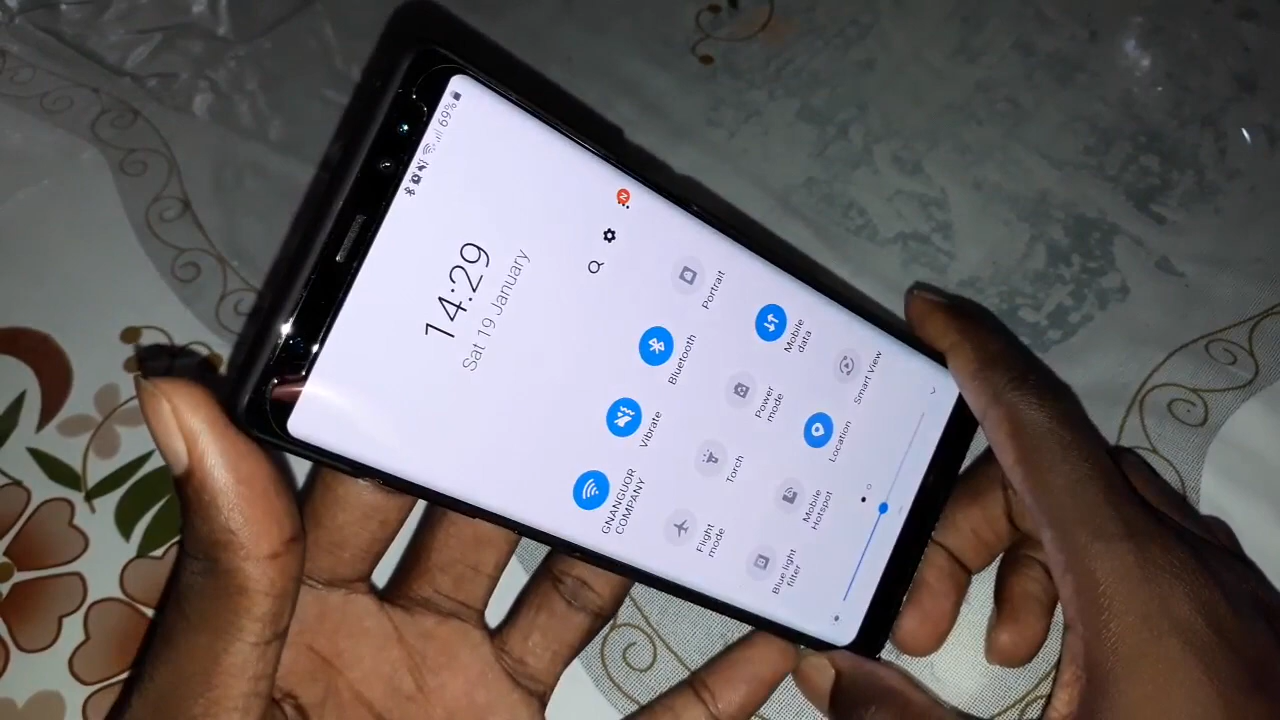 69%
14:29
Sat 19 January
N
GNANGUOR
COMPANY
Vibrate
Bluetooth
Portrait
Flight
mode
Torch
Power
mode
Mobile
data
Blue light
filter
Mobile
Hotspot
Location
Smart View